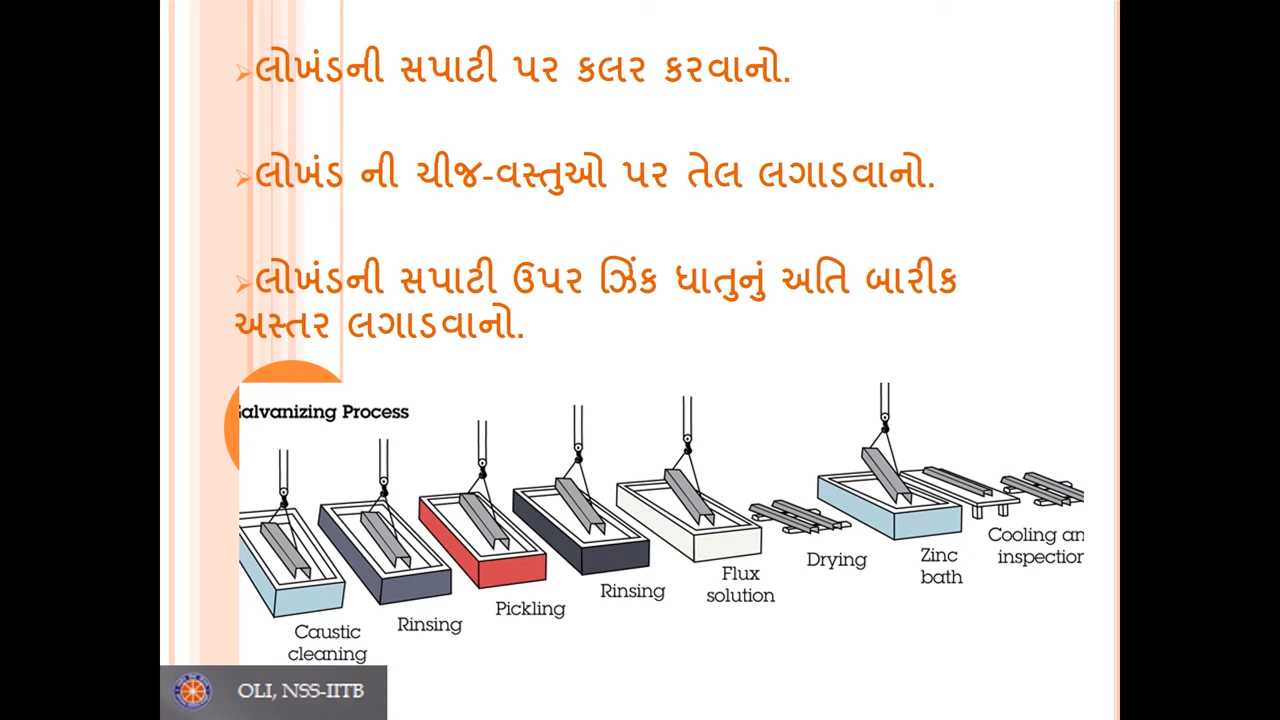 લોખંડની સપાટી પર કલર કરવાનો.
લોખંડ ની ચીજ-વસ્તુઓ પર તેલ લગાડવાનો.
લોખંડની સપાટી ઉપર ઝિંક ધાતુનું અતિ બારીક
અસ્તર લગાડવાનો.
Galvanizing Process
Caustic
cleaning
Rinsing
Pickling
Rinsing
Flux
solution
Drying
Zinc
bath
Cooling an
inspection
OLI, NSS-IITB